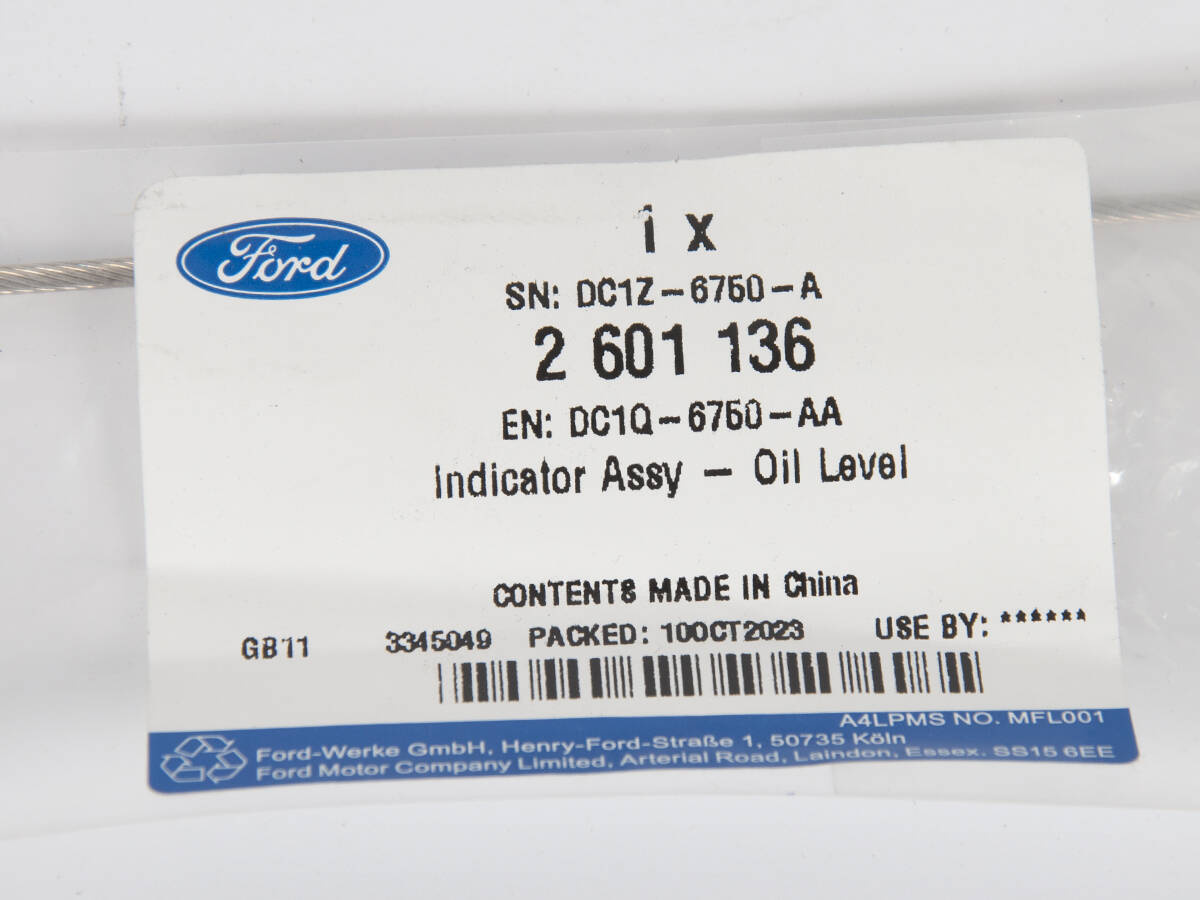 Ford
1 X
SN: DC1Z-6750-A
2 601 136
EN: DC1Q-6750-AA
Indicator Assy - Oil Level
CONTENTS MADE IN China
GB11 3345049 PACKED: 10OCT2023 USE BY: ******
A4LPMS NO. MFL001
Ford-Werke GmbH, Henry-Ford-Straße 1, 50735 Köln
Ford Motor Company Limited, Arterial Road, Laindon, Essex. SS15 6EE